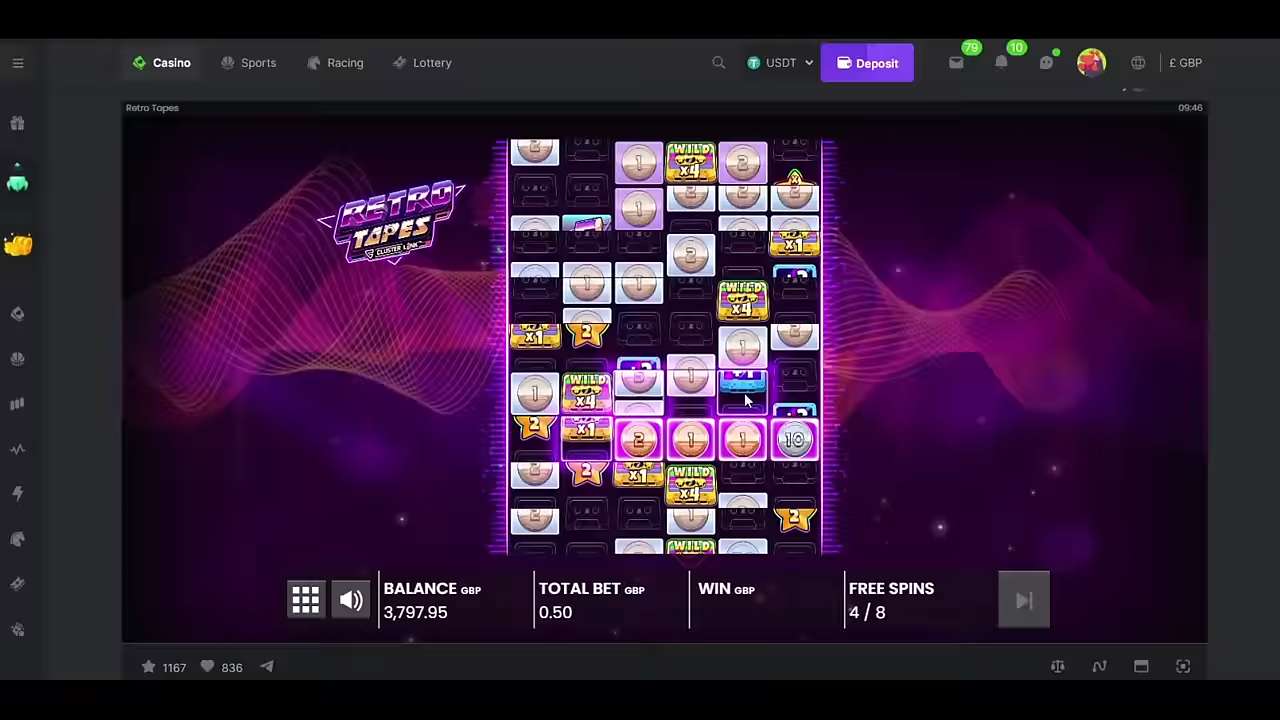 Casino Sports Racing Lottery USDT Deposit 79 10 £ GBP
Retro Tapes 09:46
RETRO
TAPES
CLUSTER LINK
2 1 WILD 2
x4
1 2 2 2
2 x1
1 1 WILD
x4
x1 2 1 2
1 WILD 1
x4
2 x1 2 1 1 10
2 2 x1 WILD
x4
2 1 2
WILD
BALANCE GBP TOTAL BET GBP WIN GBP FREE SPINS
3,797.95 0.50 4 / 8
1167 836